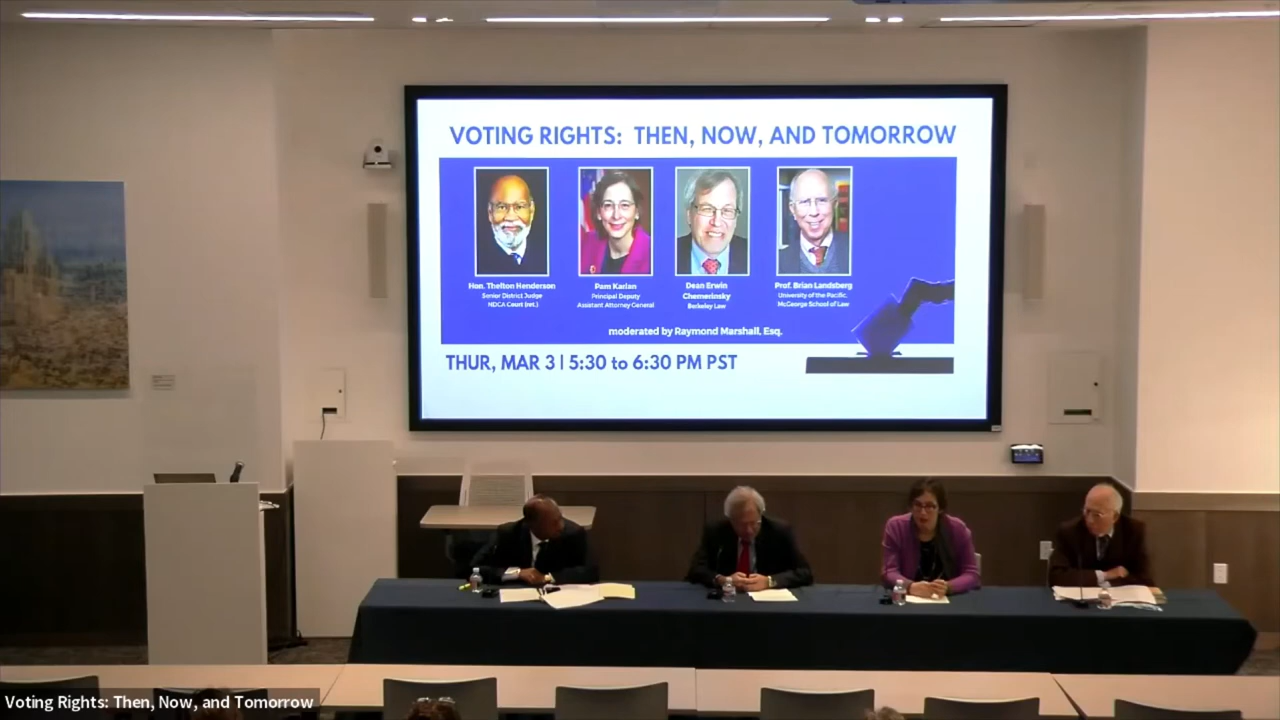 VOTING RIGHTS: THEN, NOW, AND TOMORROW
Hon. Thelton Henderson
Senior District Judge
NDCA Court (ret.)
Pam Karlan
Principal Deputy
Assistant Attorney General
Dean Erwin
Chemerinsky
Berkeley Law
Prof. Brian Landsberg
University of the Pacific,
McGeorge School of Law
moderated by Raymond Marshall, Esq.
THUR, MAR 3 | 5:30 to 6:30 PM PST
Voting Rights: Then, Now, and Tomorrow